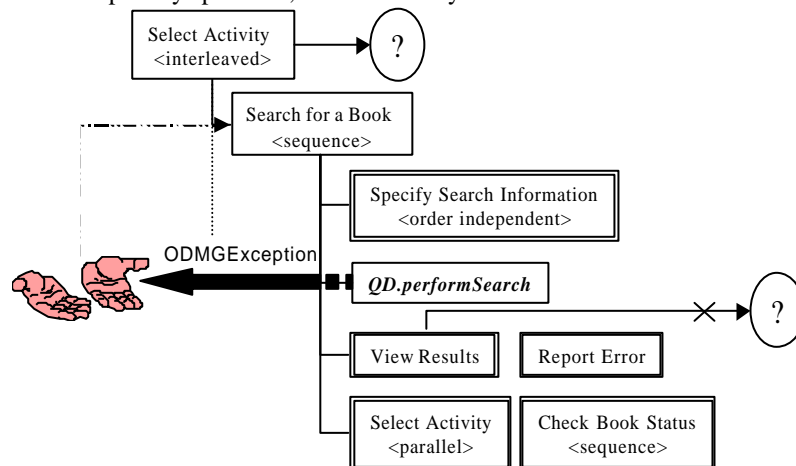 Select Activity
<interleaved>
?
Search for a Book
<sequence>
Specify Search Information
<order independent>
ODMGException
QD.performSearch
?
View Results
Report Error
Select Activity
<parallel>
Check Book Status
<sequence>